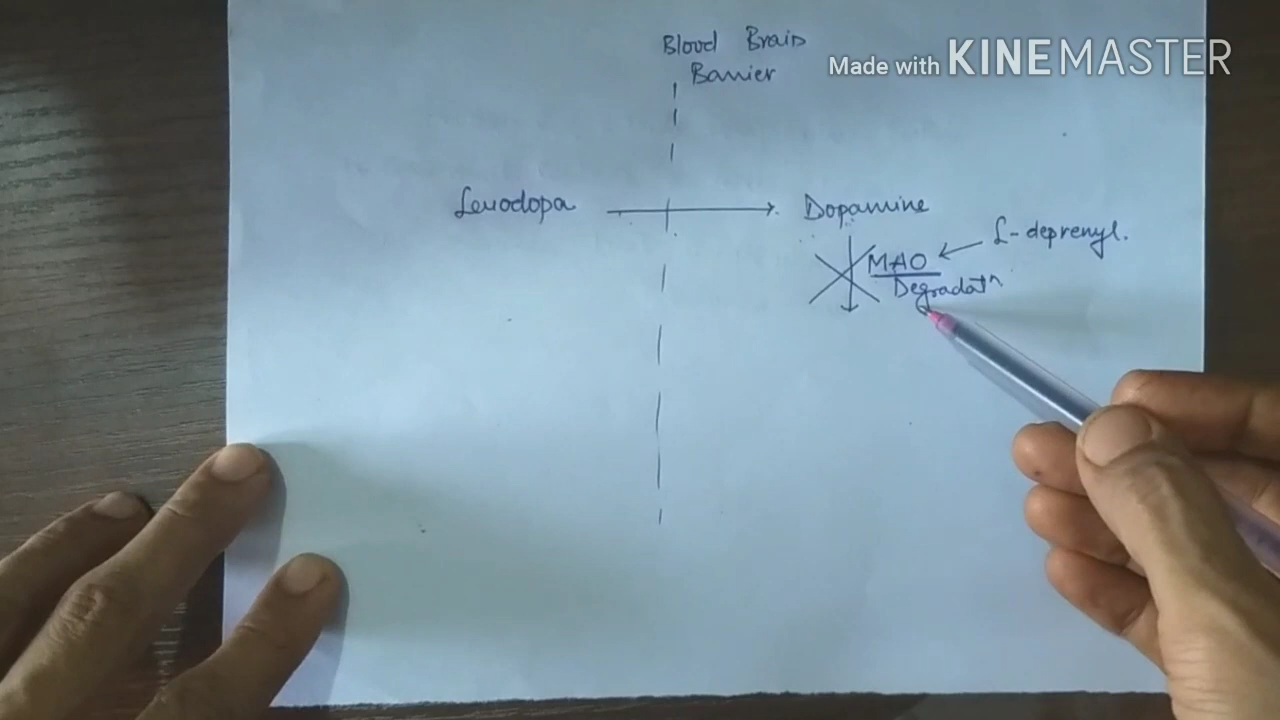 Blood Brain
Barrier
Made with KINEMASTER
Levodopa
Dopamine
L-deprenyl.
MAO
Degradatn